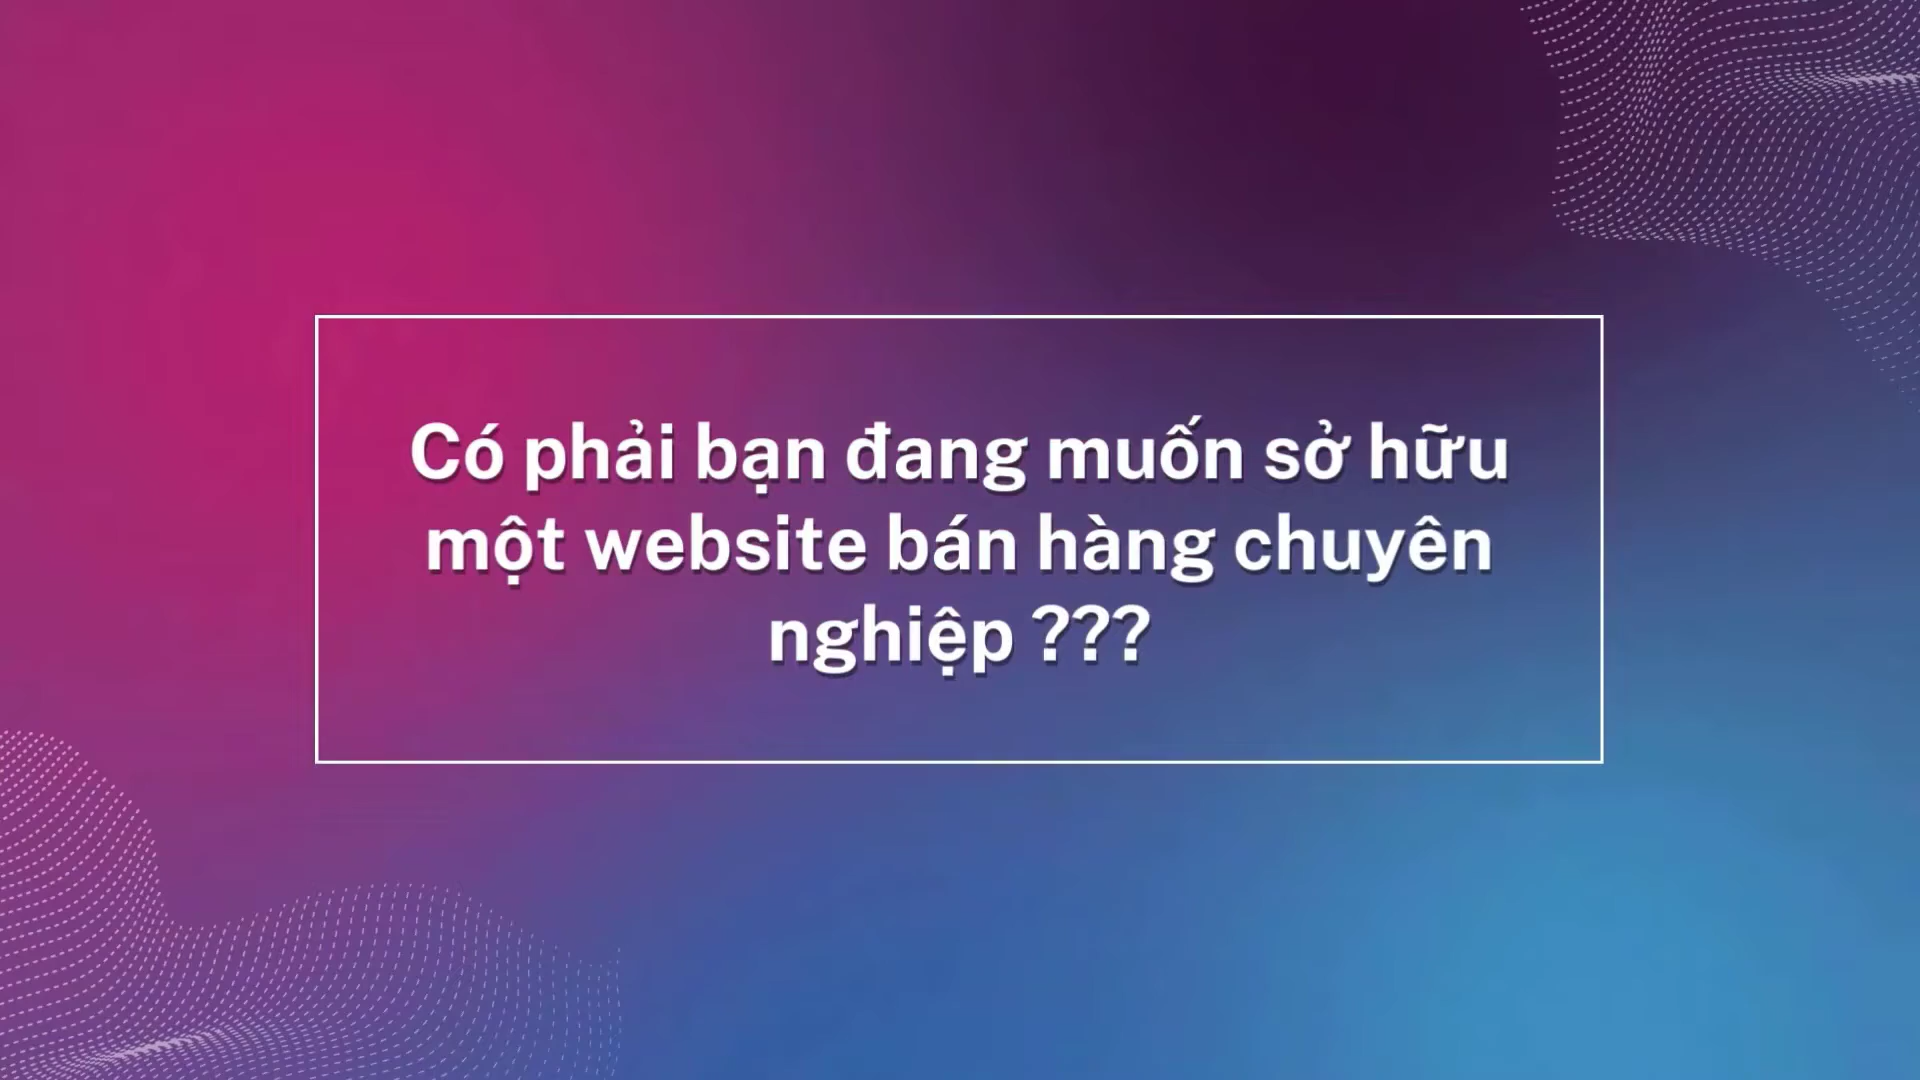 Có phải bạn đang muốn sở hữu
một website bán hàng chuyên
nghiệp ???